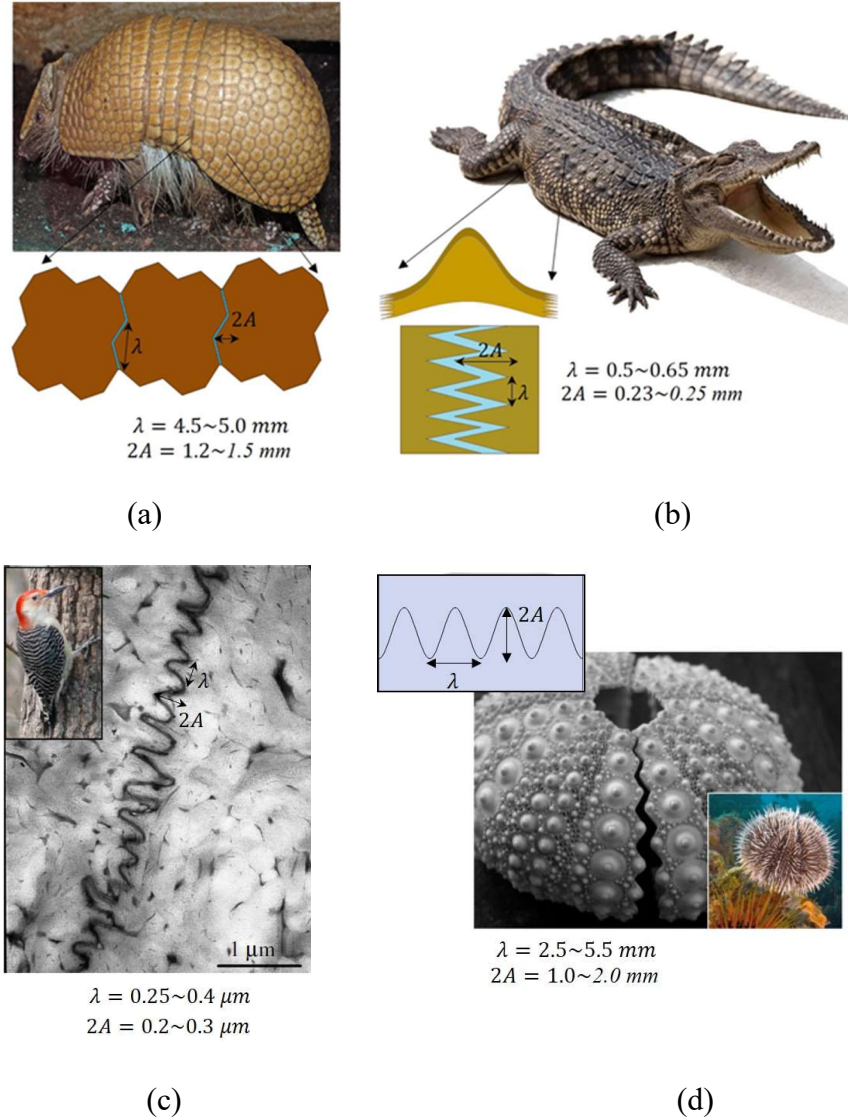 2A
λ
λ = 4.5~5.0 mm
2A = 1.2~1.5 mm
(a)
2A
λ
λ = 0.5~0.65 mm
2A = 0.23~0.25 mm
(b)
λ
2A
1 μm
λ = 0.25~0.4 μm
2A = 0.2~0.3 μm
(c)
2A
λ
λ = 2.5~5.5 mm
2A = 1.0~2.0 mm
(d)